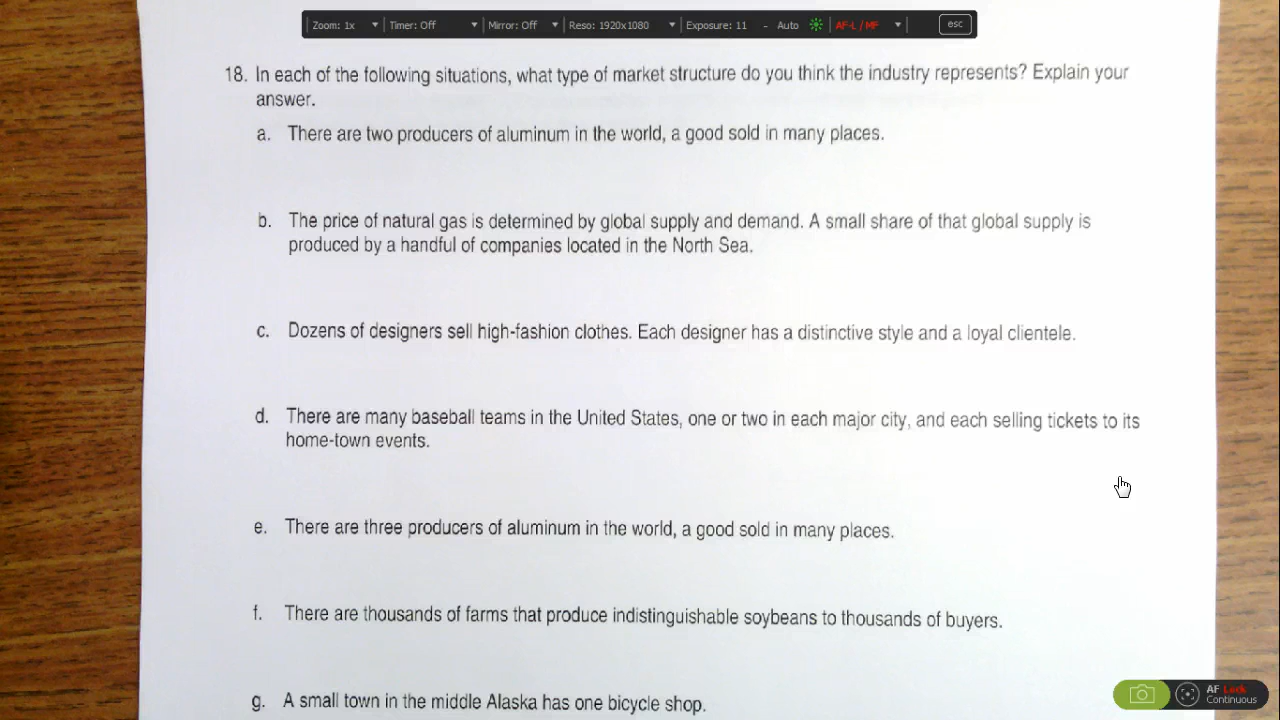 Zoom: 1x Timer: Off Mirror: Off Reso: 1920x1080 Exposure: 11 - Auto AF-L / MF esc
18. In each of the following situations, what type of market structure do you think the industry represents? Explain your
answer.
a. There are two producers of aluminum in the world, a good sold in many places.
b. The price of natural gas is determined by global supply and demand. A small share of that global supply is
produced by a handful of companies located in the North Sea.
c. Dozens of designers sell high-fashion clothes. Each designer has a distinctive style and a loyal clientele.
d. There are many baseball teams in the United States, one or two in each major city, and each selling tickets to its
home-town events.
e. There are three producers of aluminum in the world, a good sold in many places.
f. There are thousands of farms that produce indistinguishable soybeans to thousands of buyers.
g. A small town in the middle Alaska has one bicycle shop.
AF Lock
Continuous